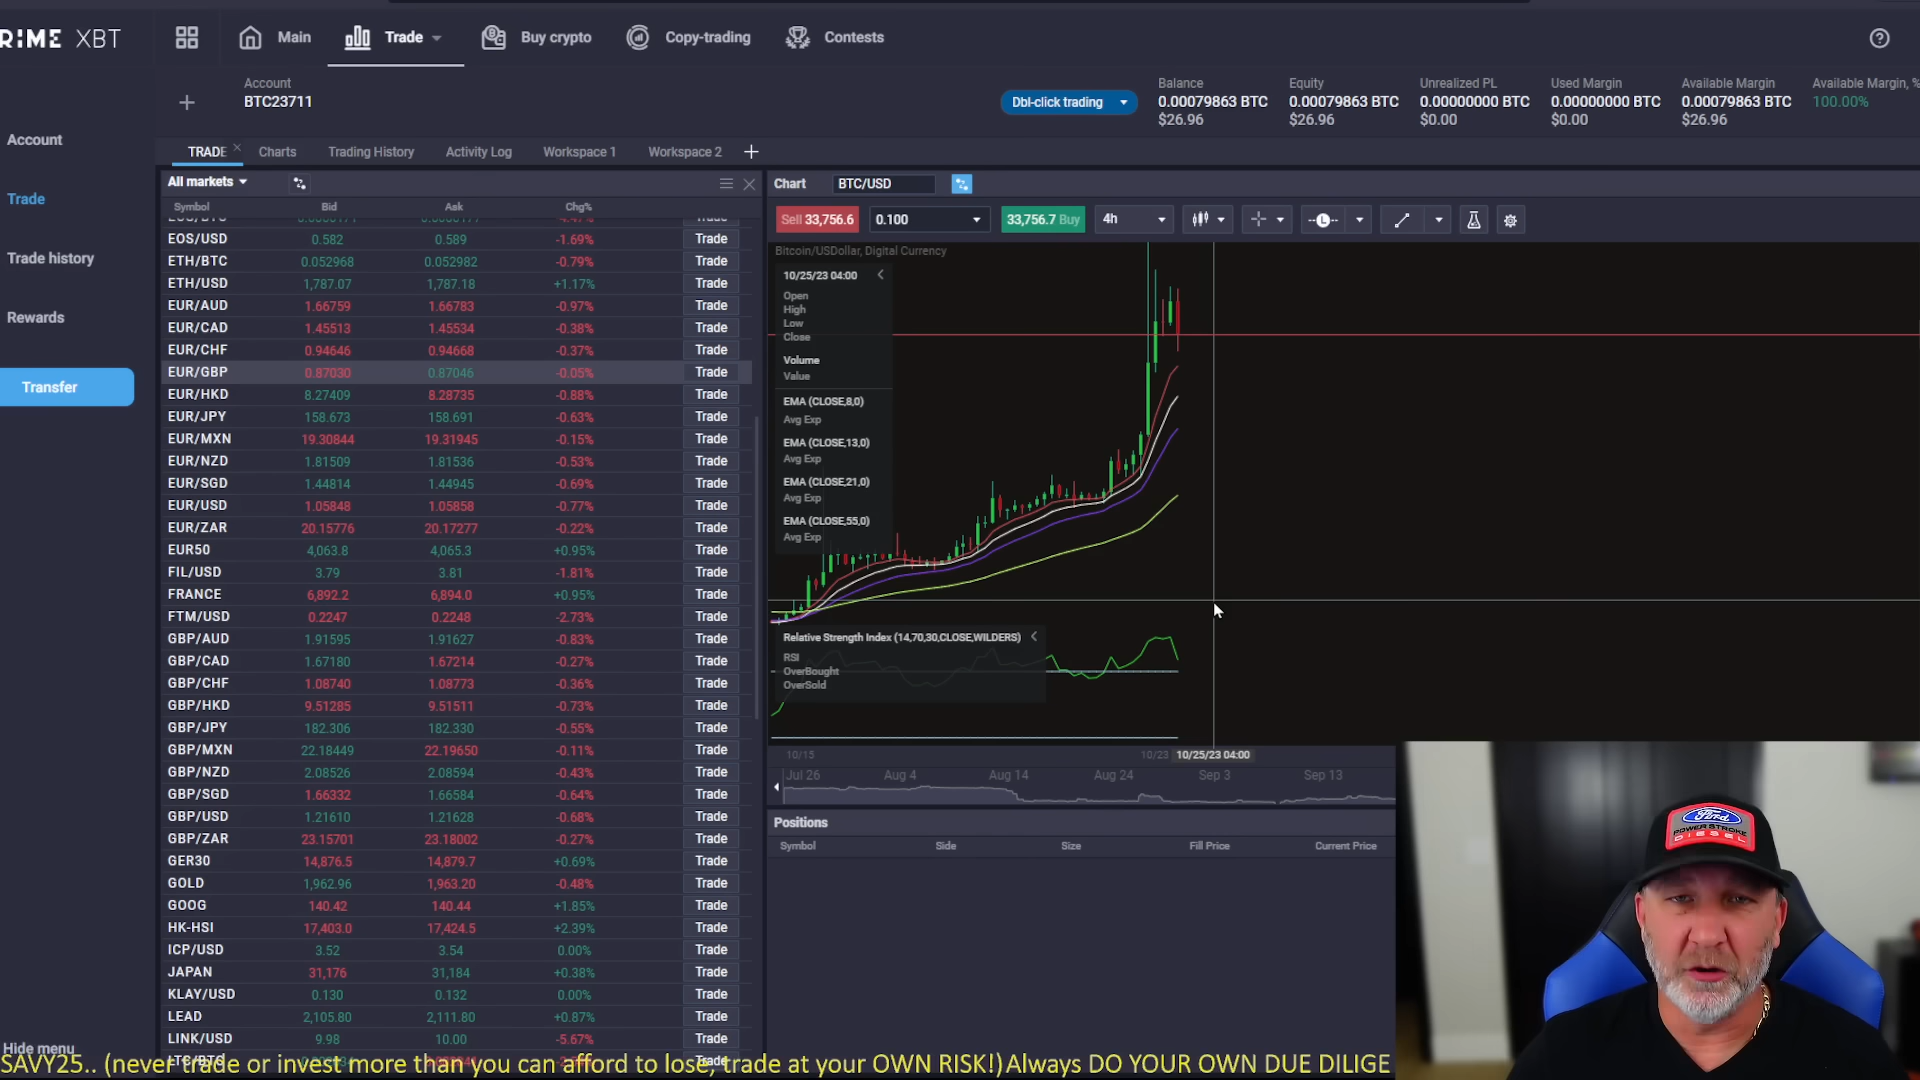 RIME XBT
Main
Trade
Buy crypto
Copy-trading
Contests
Account
BTC23711
Dbl-click trading
Balance
0.00079863 BTC
$26.96
Equity
0.00079863 BTC
$26.96
Unrealized PL
0.00000000 BTC
$0.00
Used Margin
0.00000000 BTC
$0.00
Available Margin
0.00079863 BTC
$26.96
Available Margin, %
100.00%
Account
Trade
Trade history
Rewards
Transfer
Hide menu
TRADE
Charts
Trading History
Activity Log
Workspace 1
Workspace 2
All markets
Symbol Bid Ask Chg%
EOS/USD 0.582 0.589 -1.69% Trade
ETH/BTC 0.052968 0.052982 -0.79% Trade
ETH/USD 1,787.07 1,787.18 +1.17% Trade
EUR/AUD 1.66759 1.66783 -0.97% Trade
EUR/CAD 1.45513 1.45534 -0.38% Trade
EUR/CHF 0.94646 0.94668 -0.37% Trade
EUR/GBP 0.87030 0.87046 -0.05% Trade
EUR/HKD 8.27409 8.28735 -0.88% Trade
EUR/JPY 158.673 158.691 -0.63% Trade
EUR/MXN 19.30844 19.31945 -0.15% Trade
EUR/NZD 1.81509 1.81536 -0.53% Trade
EUR/SGD 1.44814 1.44945 -0.69% Trade
EUR/USD 1.05848 1.05858 -0.77% Trade
EUR/ZAR 20.15776 20.17277 -0.22% Trade
EUR50 4,063.8 4,065.3 +0.95% Trade
FIL/USD 3.79 3.81 -1.81% Trade
FRANCE 6,892.2 6,894.0 +0.95% Trade
FTM/USD 0.2247 0.2248 -2.73% Trade
GBP/AUD 1.91595 1.91627 -0.83% Trade
GBP/CAD 1.67180 1.67214 -0.27% Trade
GBP/CHF 1.08740 1.08773 -0.36% Trade
GBP/HKD 9.51285 9.51511 -0.73% Trade
GBP/JPY 182.306 182.330 -0.55% Trade
GBP/MXN 22.18449 22.19650 -0.11% Trade
GBP/NZD 2.08526 2.08594 -0.43% Trade
GBP/SGD 1.66332 1.66584 -0.64% Trade
GBP/USD 1.21610 1.21628 -0.68% Trade
GBP/ZAR 23.15701 23.18002 -0.27% Trade
GER30 14,876.5 14,879.7 +0.69% Trade
GOLD 1,962.96 1,963.20 -0.48% Trade
GOOG 140.42 140.44 +1.85% Trade
HK-HSI 17,403.0 17,424.5 +2.39% Trade
ICP/USD 3.52 3.54 0.00% Trade
JAPAN 31,176 31,184 +0.38% Trade
KLAY/USD 0.130 0.132 0.00% Trade
LEAD 2,105.80 2,111.80 +0.87% Trade
LINK/USD 9.98 10.00 -5.67% Trade
LTC/BTC Trade
Chart BTC/USD
Sell 33,756.6
0.100
33,756.7 Buy
4h
L
Bitcoin/USDollar, Digital Currency
10/25/23 04:00
Open
High
Low
Close
Volume
Value
EMA (CLOSE,8,0)
Avg Exp
EMA (CLOSE,13,0)
Avg Exp
EMA (CLOSE,21,0)
Avg Exp
EMA (CLOSE,55,0)
Avg Exp
Relative Strength Index (14,70,30,CLOSE,WILDERS)
RSI
OverBought
OverSold
10/15 10/23 10/25/23 04:00
Jul 26 Aug 4 Aug 14 Aug 24 Sep 3 Sep 13
Positions
Symbol Side Size Fill Price Current Price
Ford
POWER STROKE
DIESEL
SAVY25.. (never trade or invest more than you can afford to lose, trade at your OWN RISK!)Always DO YOUR OWN DUE DILIGE